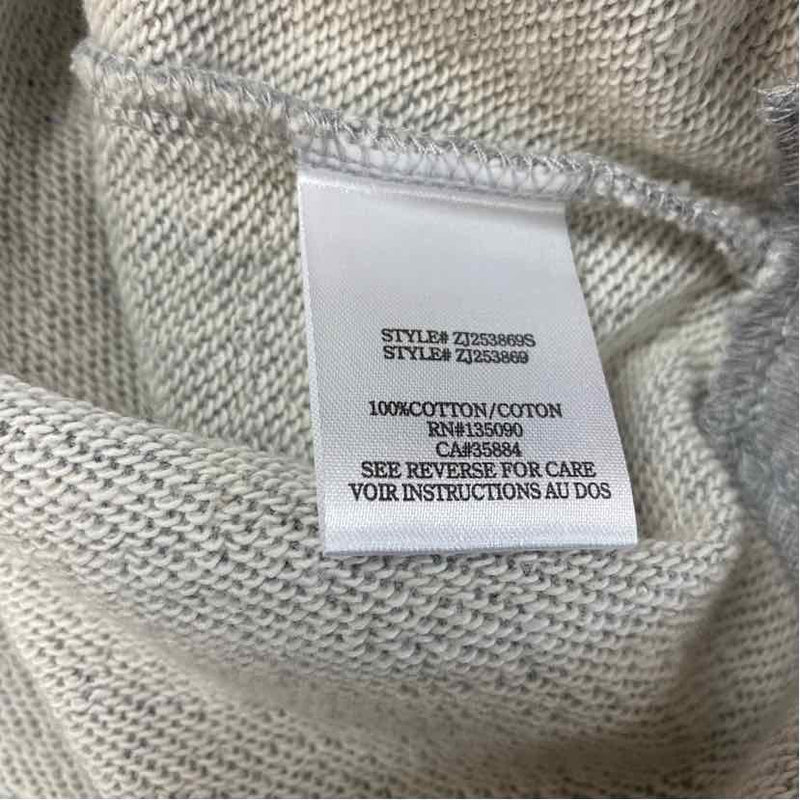 STYLE# ZJ253869S
STYLE# ZJ253869
100%COTTON/COTON
RN#135090
CA#35884
SEE REVERSE FOR CARE
VOIR INSTRUCTIONS AU DOS